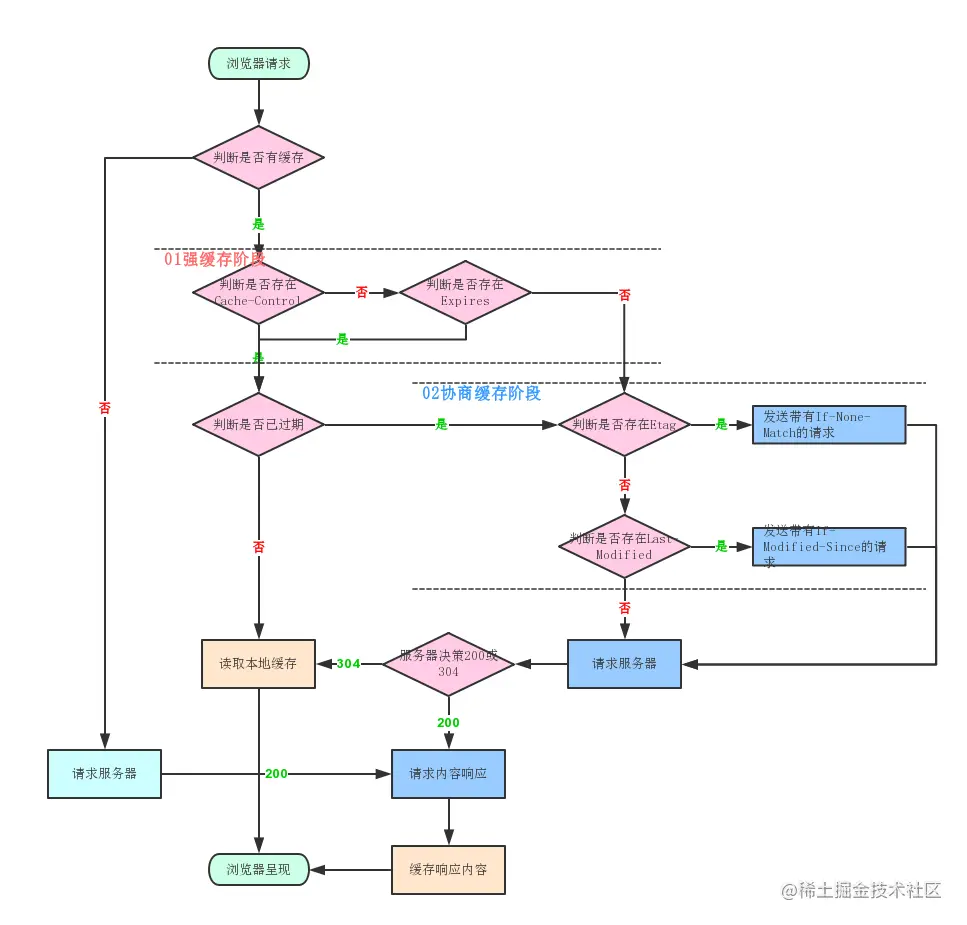 浏览器请求
判断是否有缓存
是
01强缓存阶段
判断是否存在
Cache-Control
否
判断是否存在
Expires
否
是
是
02协商缓存阶段
否
判断是否已过期
是
判断是否存在Etag
是
发送带有If-None-
Match的请求
否
否
判断是否存在Last-
Modified
是
发送带有If-
Modified-Since的请
求
否
读取本地缓存
304
服务器决策200或
304
请求服务器
200
请求服务器
200
请求内容响应
浏览器呈现
缓存响应内容
@稀土掘金技术社区